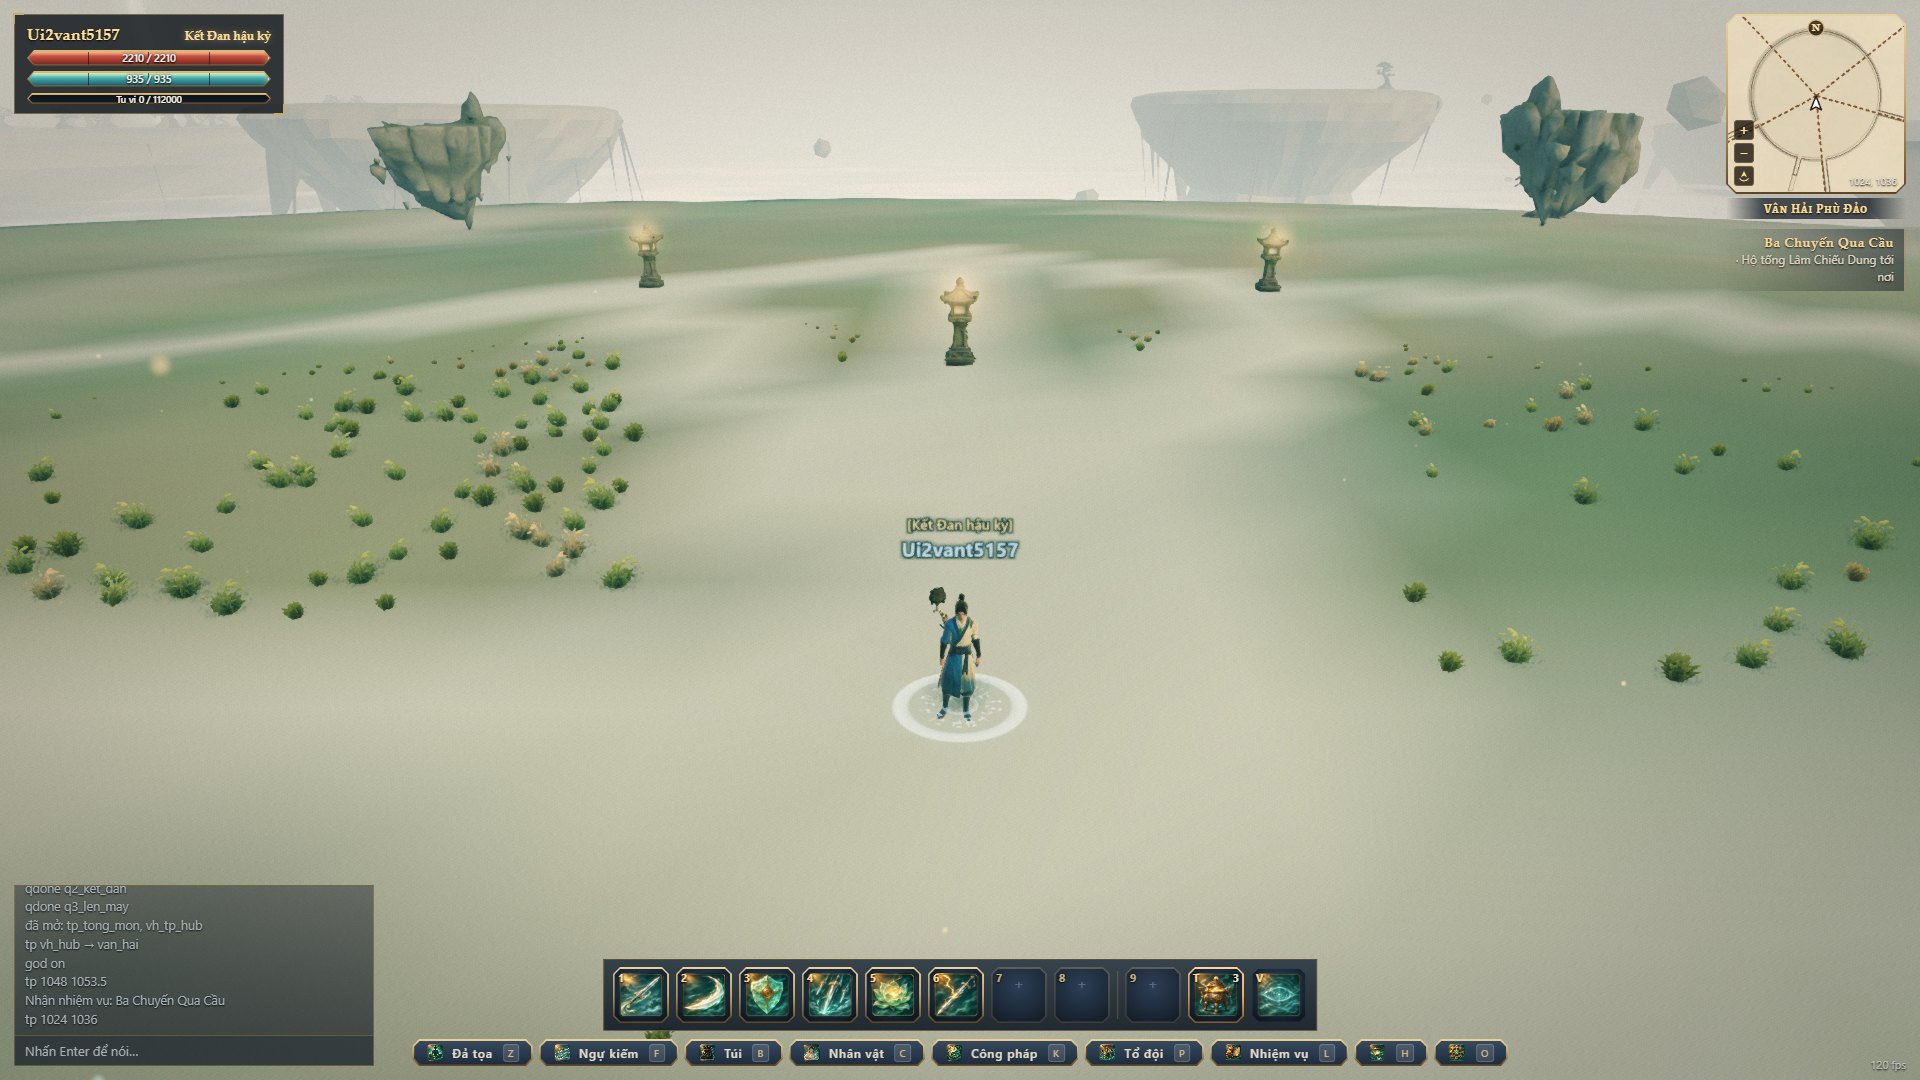 Ui2vant5157
Kết Đan hậu kỳ
2210 / 2210
935 / 935
Tu vi 0 / 112000
N
+
−
1024, 1036
Vân Hải Phù Đảo
Ba Chuyến Qua Cầu
· Hộ tống Lâm Chiếu Dung tới
nơi
[Kết Đan hậu kỳ]
Ui2vant5157
qdone q2_ket_dan
qdone q3_len_may
đã mở: tp_tong_mon, vh_tp_hub
tp vh_hub → van_hai
god on
tp 1048 1053.5
Nhận nhiệm vụ: Ba Chuyến Qua Cầu
tp 1024 1036
Nhấn Enter để nói...
1 2 3 4 5 6 7 + 8 + 9 + T 3 V
Đả tọa Z Ngự kiếm F Túi B Nhân vật C Công pháp K Tổ đội P Nhiệm vụ L H O
120 fps